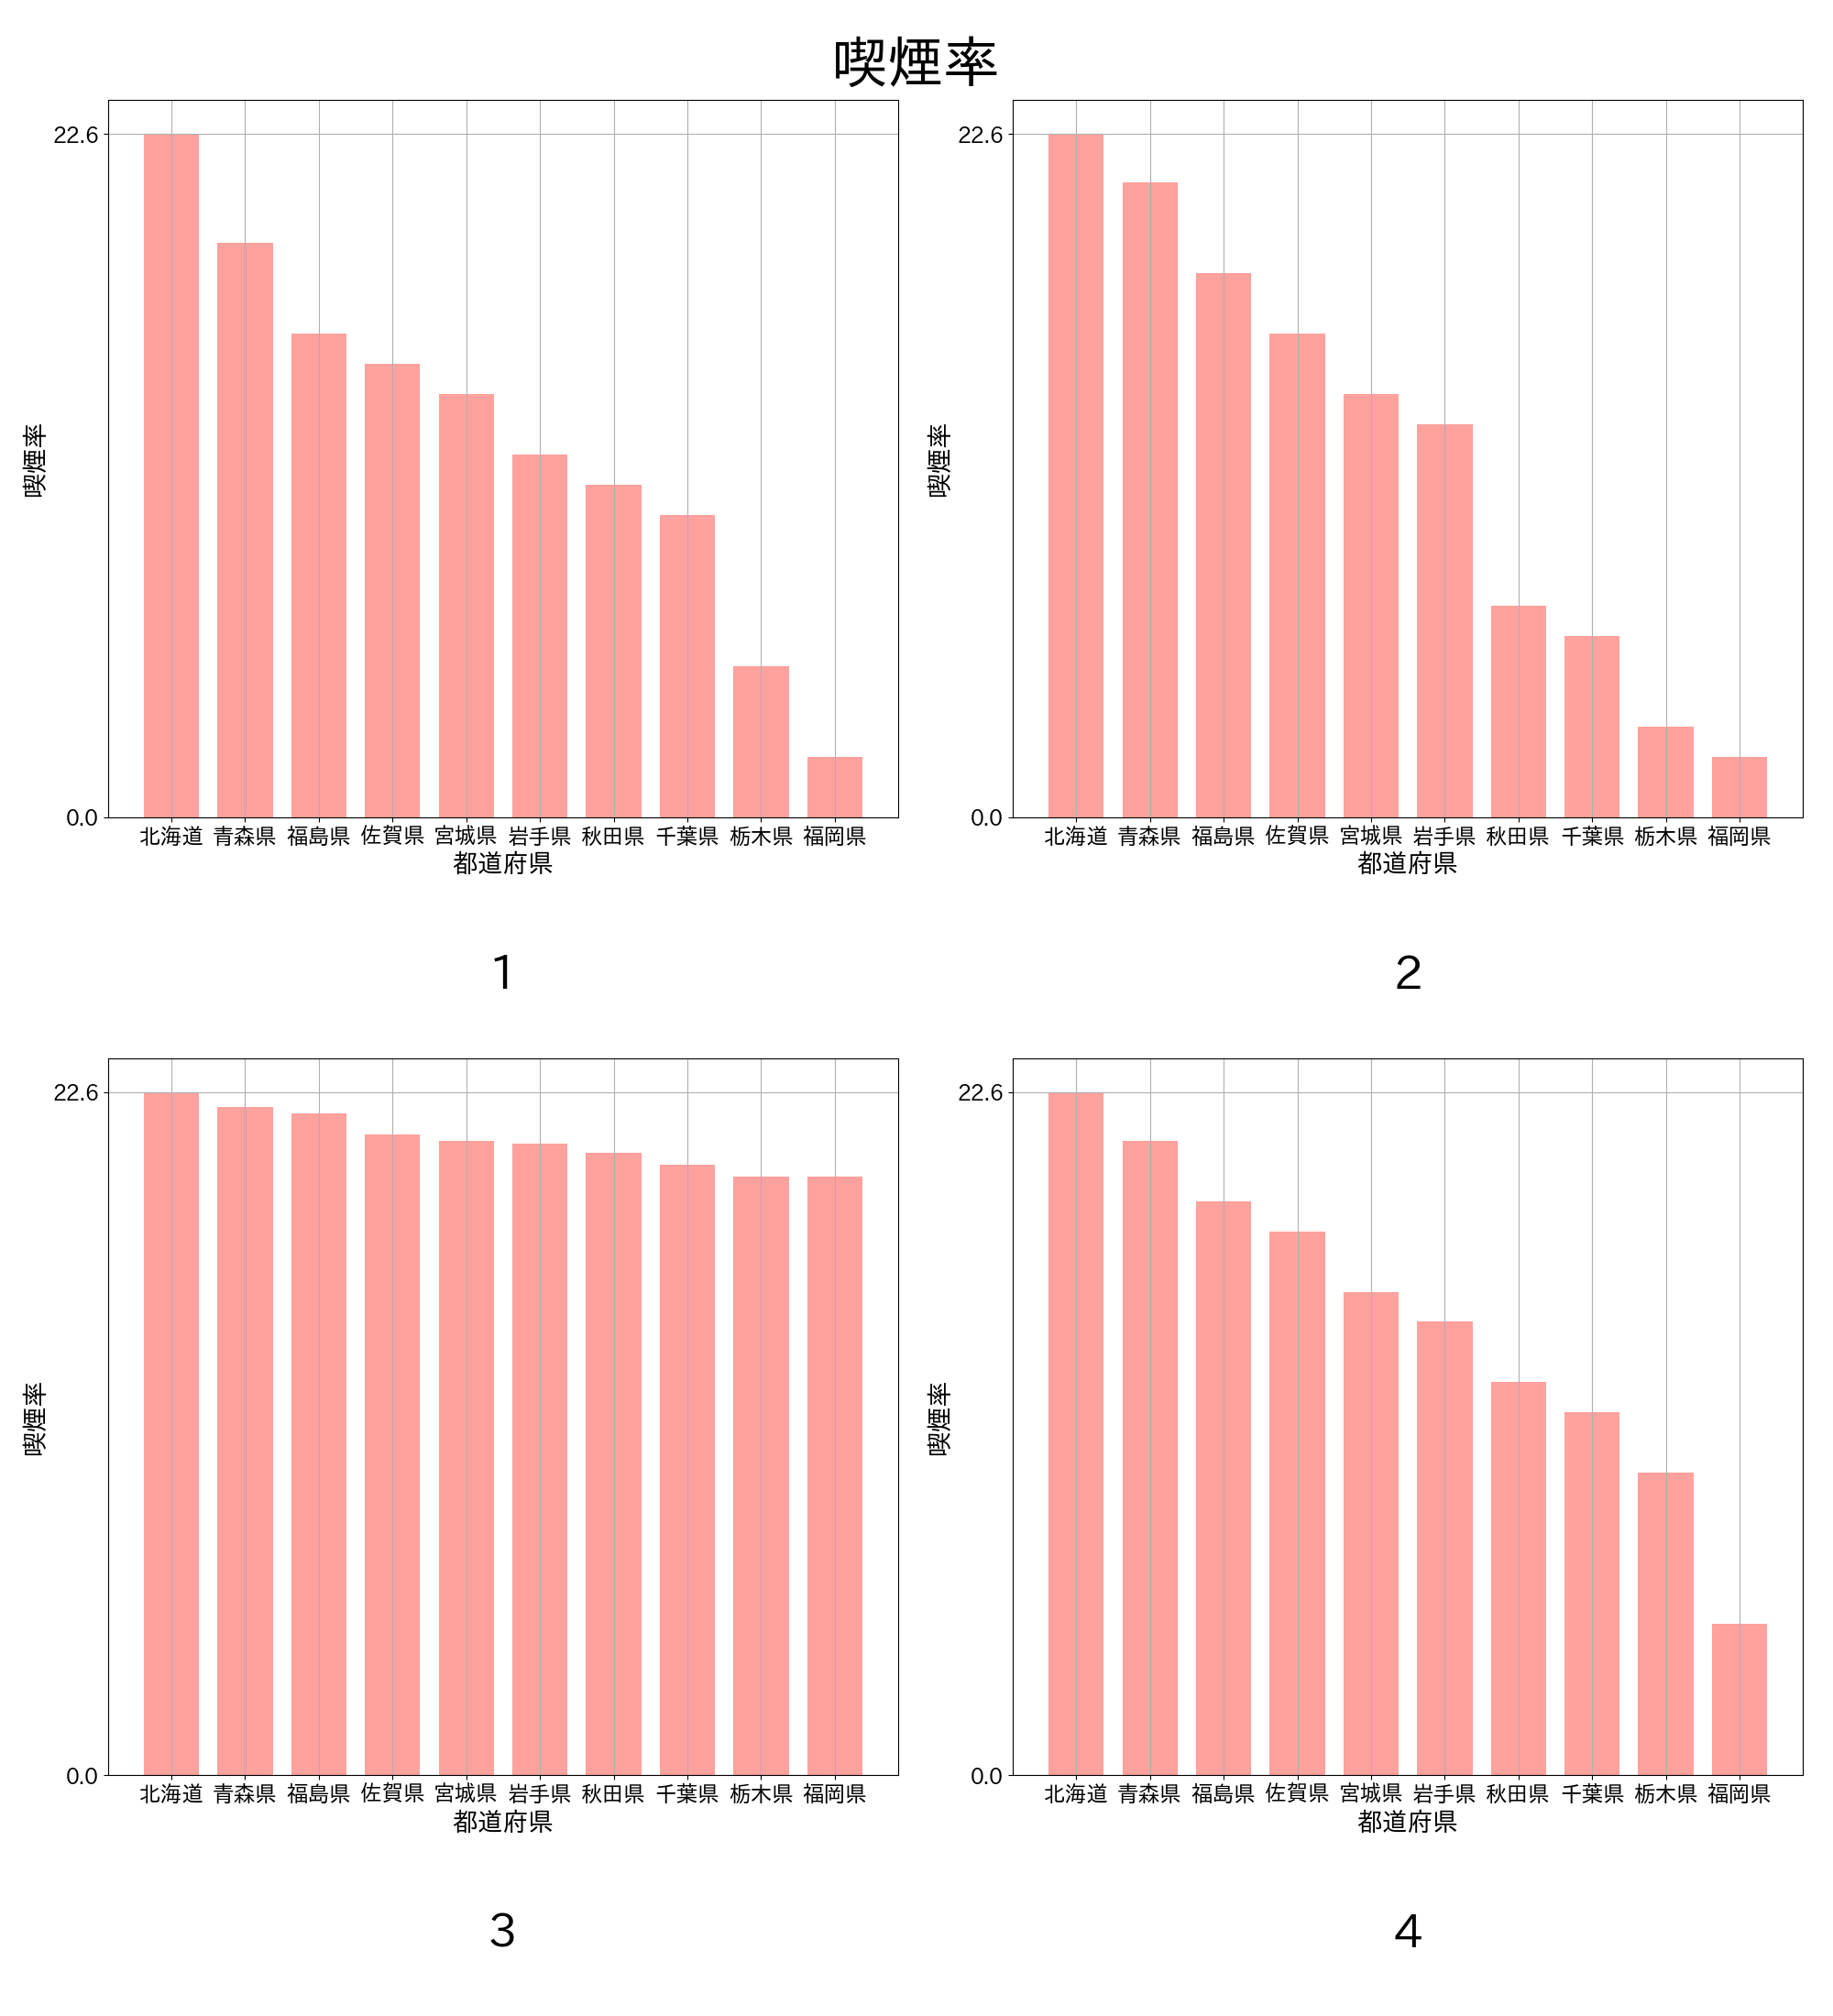 喫煙率
22.6
0.0
喫煙率
北海道 青森県 福島県 佐賀県 宮城県 岩手県 秋田県 千葉県 栃木県 福岡県
都道府県
1
22.6
0.0
喫煙率
北海道 青森県 福島県 佐賀県 宮城県 岩手県 秋田県 千葉県 栃木県 福岡県
都道府県
2
22.6
0.0
喫煙率
北海道 青森県 福島県 佐賀県 宮城県 岩手県 秋田県 千葉県 栃木県 福岡県
都道府県
3
22.6
0.0
喫煙率
北海道 青森県 福島県 佐賀県 宮城県 岩手県 秋田県 千葉県 栃木県 福岡県
都道府県
4